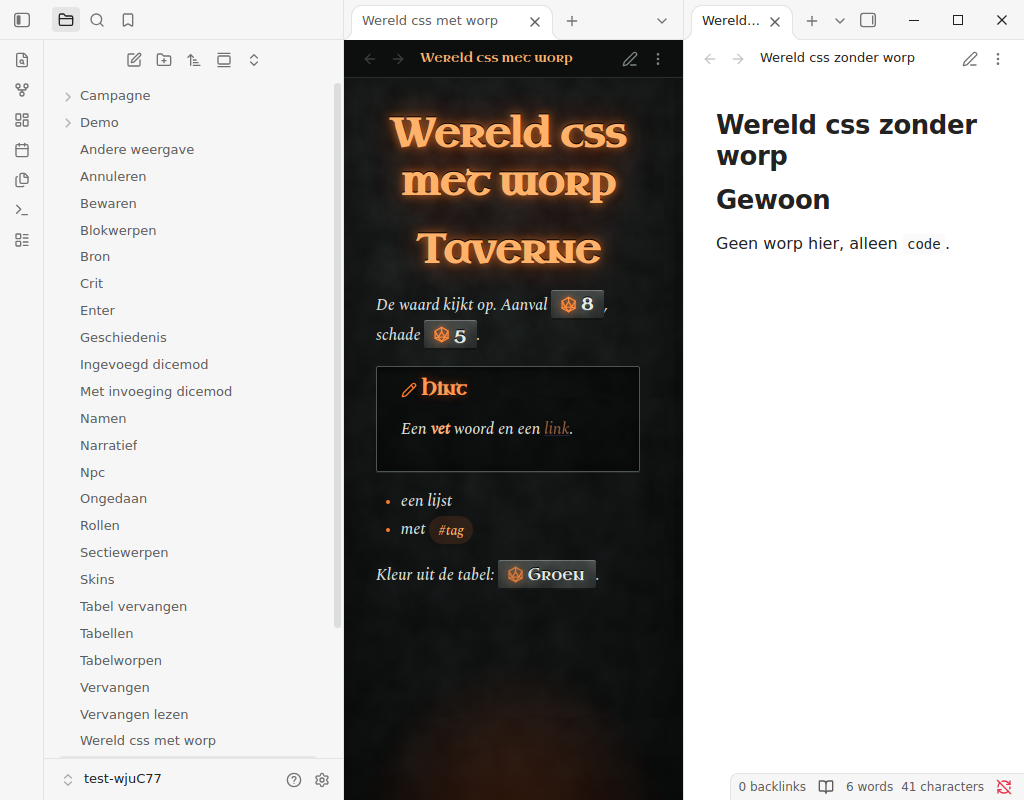 Wereld css met worp
Wereld...
Wereld css met worp
Wereld css zonder worp
Campagne
Demo
Andere weergave
Annuleren
Bewaren
Blokwerpen
Bron
Crit
Enter
Geschiedenis
Ingevoegd dicemod
Met invoeging dicemod
Namen
Narratief
Npc
Ongedaan
Rollen
Sectiewerpen
Skins
Tabel vervangen
Tabellen
Tabelworpen
Vervangen
Vervangen lezen
Wereld css met worp
test-wjuC77
Wereld css
met worp
Taverne
De waard kijkt op. Aanval 8,
schade 5.
Hint
Een vet woord en een link.
een lijst
met #tag
Kleur uit de tabel: Groen.
Wereld css zonder
worp
Gewoon
Geen worp hier, alleen code.
0 backlinks 6 words 41 characters